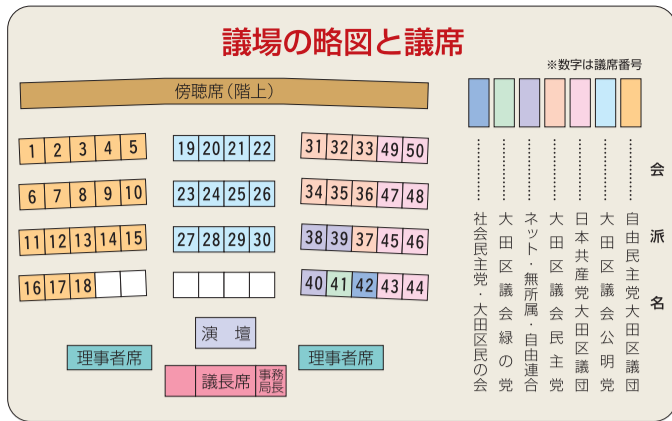 議場の略図と議席
※数字は議席番号
傍聴席(階上)
1 2 3 4 5
19 20 21 22
31 32 33 49 50
6 7 8 9 10
23 24 25 26
34 35 36 47 48
11 12 13 14 15
27 28 29 30
38 39 37 45 46
16 17 18
40 41 42 43 44
演壇
理事者席
理事者席
議長席
事務局長
会派名
自由民主党大田区議団
大田区議会公明党
日本共産党大田区議団
大田区議会民主党
ネット・無所属・自由連合
大田区議会緑の党
社会民主党・大田区民の会